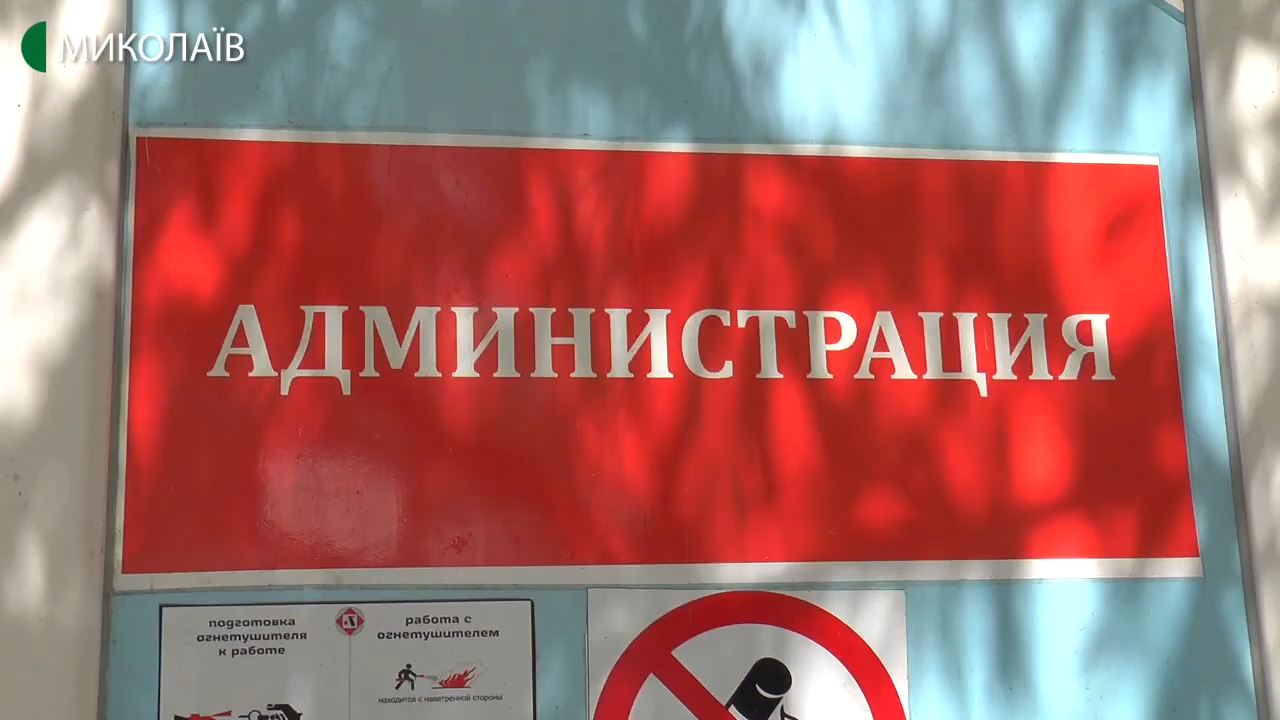 МИКОЛАЇВ
АДМИНИСТРАЦИЯ
подготовка
огнетушителя
к работе
работа с
огнетушителем
находится с наветренной стороны